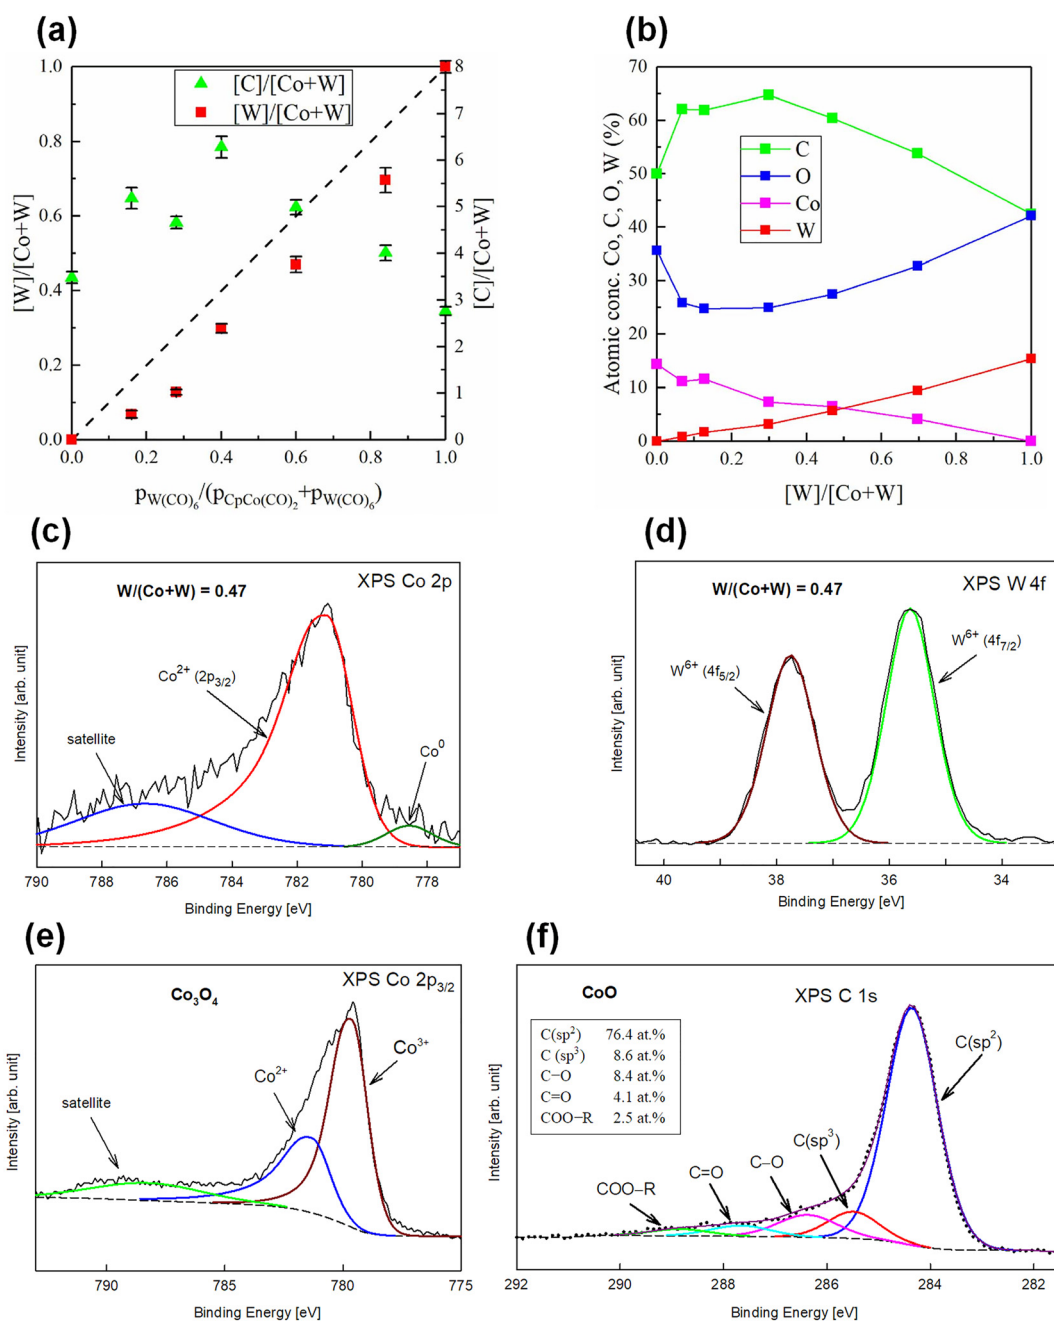 (a)
1.0
0.8
0.6
0.4
0.2
0.0
[W]/[Co+W]
[C]/[Co+W]
[W]/[Co+W]
8
7
6
5
4
3
2
1
0
[C]/[Co+W]
0.0 0.2 0.4 0.6 0.8 1.0
p_W(CO)₆/(p_CpCo(CO)₂+p_W(CO)₆)
(b)
70
60
50
40
30
20
10
0
Atomic conc. Co, C, O, W (%)
C
O
Co
W
0.0 0.2 0.4 0.6 0.8 1.0
[W]/[Co+W]
(c)
XPS Co 2p
W/(Co+W) = 0.47
Co²⁺ (2p₃/₂)
satellite
Co⁰
Intensity [arb. unit]
790 788 786 784 782 780 778
Binding Energy [eV]
(d)
XPS W 4f
W/(Co+W) = 0.47
W⁶⁺ (4f₇/₂)
W⁶⁺ (4f₅/₂)
Intensity [arb. unit]
40 38 36 34
Binding Energy [eV]
(e)
XPS Co 2p₃/₂
Co₃O₄
Co³⁺
Co²⁺
satellite
Intensity [arb. unit]
790 785 780 775
Binding Energy [eV]
(f)
CoO
XPS C 1s
C(sp²) 76.4 at.%
C (sp³) 8.6 at.%
C−O 8.4 at.%
C=O 4.1 at.%
COO−R 2.5 at.%
C(sp²)
C(sp³)
C−O
C=O
COO−R
Intensity [arb. unit]
292 290 288 286 284 282
Binding Energy [eV]